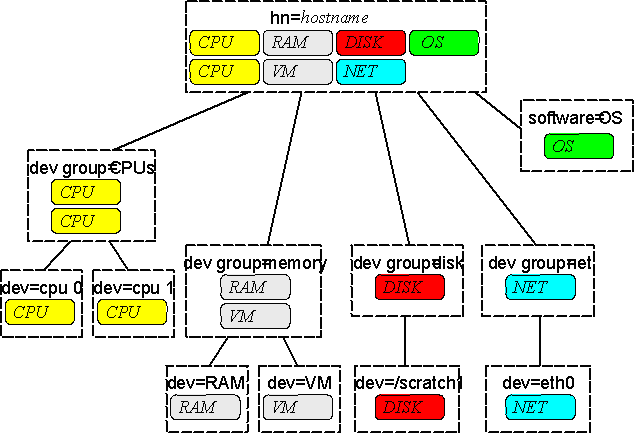 hn=hostname
CPU RAM DISK OS
CPU VM NET
software=OS
OS
dev group=CPUs
CPU
CPU
dev group=memory
RAM
VM
dev group=disk
DISK
dev group=net
NET
dev=cpu 0
CPU
dev=cpu 1
CPU
dev=RAM
RAM
dev=VM
VM
dev=/scratch1
DISK
dev=eth0
NET